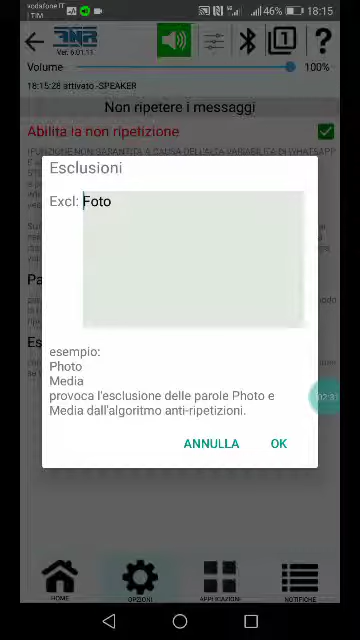 vodafone IT
| TIM
46% 18:15
FNR
Ver. 6.01.11
1
?
Volume 100%
18:15:28 attivato -SPEAKER
Non ripetere i messaggi
Abilita la non ripetizione
Esclusioni
Excl: Foto
esempio:
Photo
Media
provoca l'esclusione delle parole Photo e
Media dall'algoritmo anti-ripetizioni.
ANNULLA OK
HOME OPZIONI APPLICAZIONI NOTIFICHE